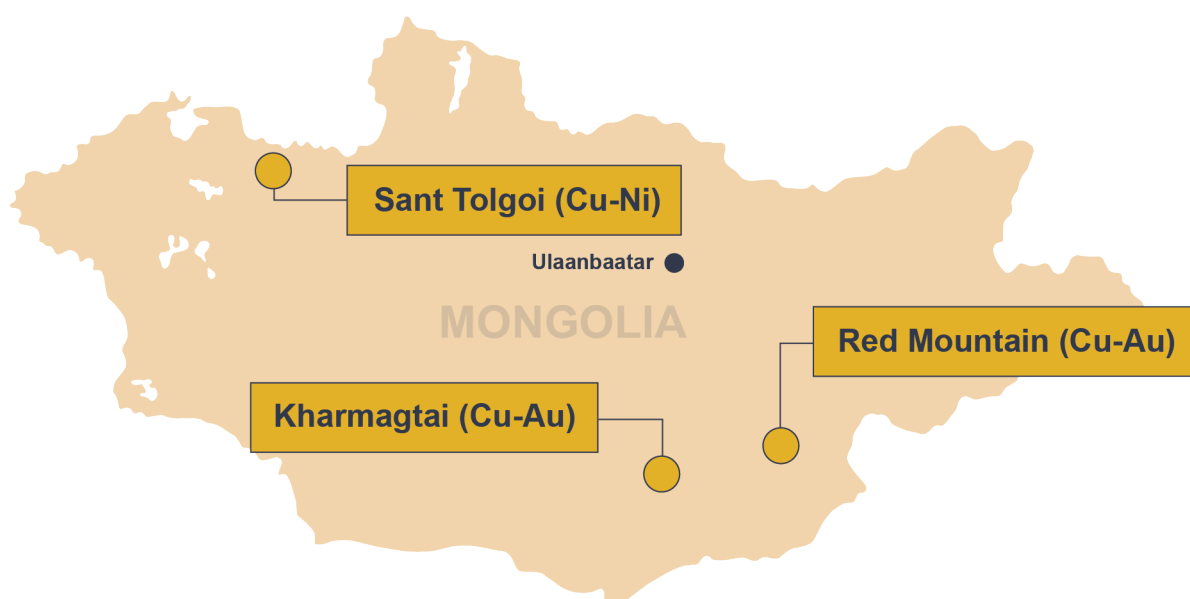 Sant Tolgoi (Cu-Ni)
Ulaanbaatar
MONGOLIA
Red Mountain (Cu-Au)
Kharmagtai (Cu-Au)